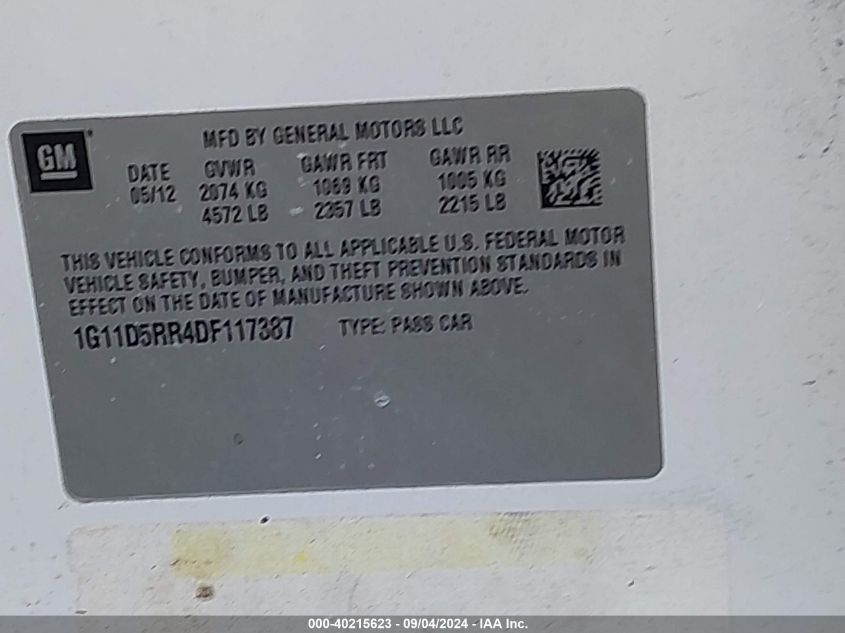 GM
MFD BY GENERAL MOTORS LLC
DATE GVWR GAWR FRT GAWR RR
05/12 2074 KG 1069 KG 1005 KG
4572 LB 2357 LB 2215 LB
THIS VEHICLE CONFORMS TO ALL APPLICABLE U.S. FEDERAL MOTOR
VEHICLE SAFETY, BUMPER, AND THEFT PREVENTION STANDARDS IN
EFFECT ON THE DATE OF MANUFACTURE SHOWN ABOVE.
1G11D5RR4DF117387 TYPE: PASS CAR
000-40215623 - 09/04/2024 - IAA Inc.